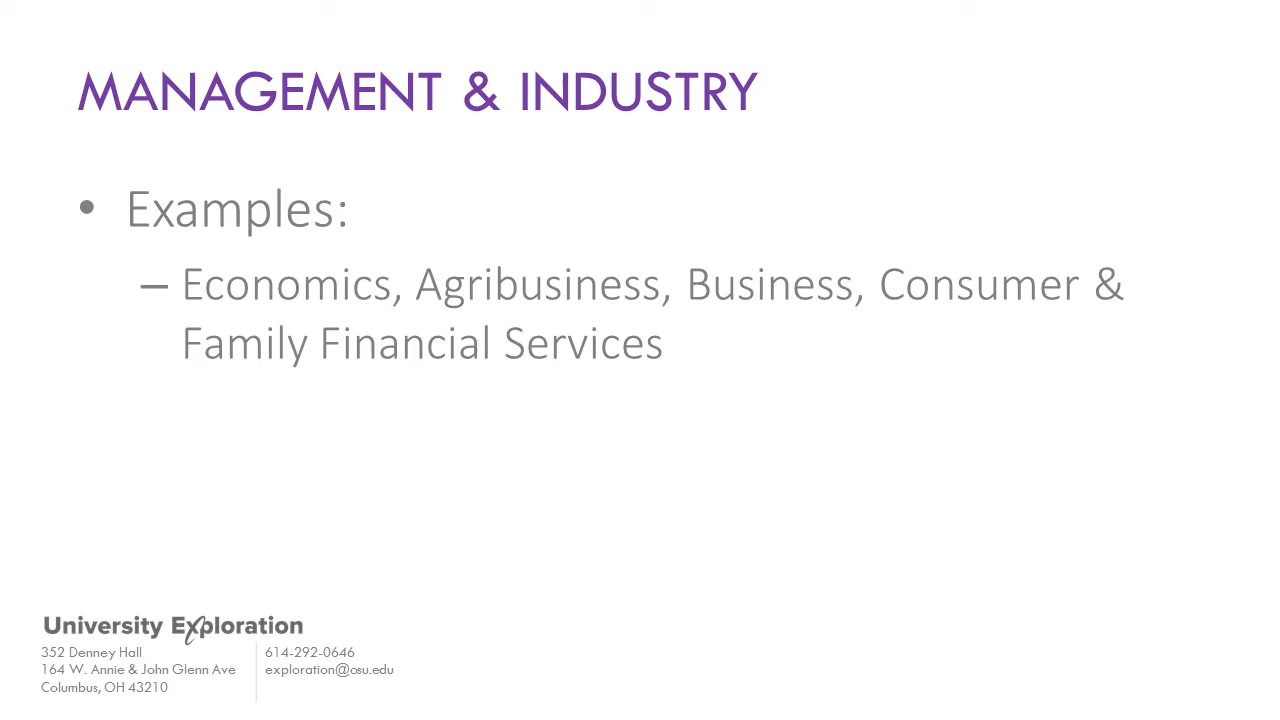 MANAGEMENT & INDUSTRY
• Examples:
– Economics, Agribusiness, Business, Consumer &
Family Financial Services
University Exploration
352 Denney Hall
164 W. Annie & John Glenn Ave
Columbus, OH 43210
614-292-0646
exploration@osu.edu